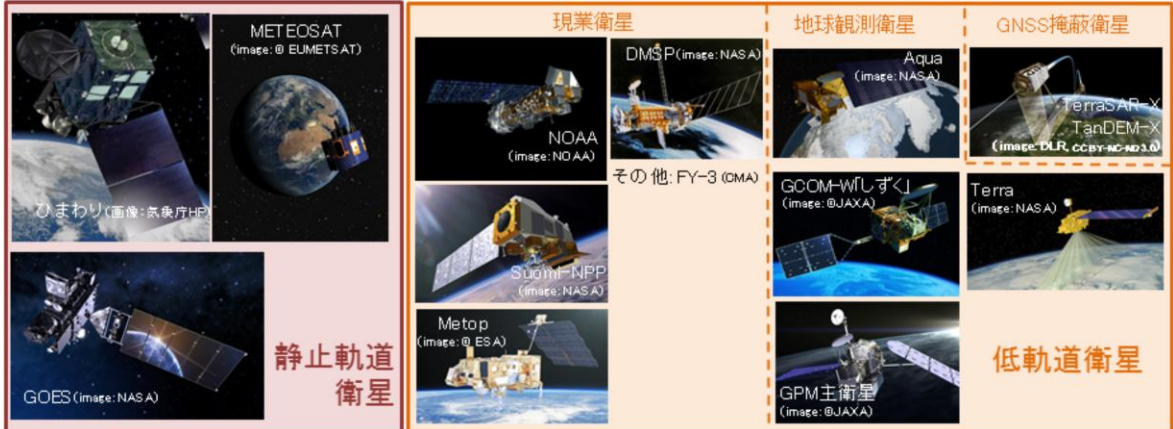 ひまわり(画像:気象庁HP)
METEOSAT
(image:@ EUMETSAT)
GOES(image:NASA)
静止軌道
衛星
現業衛星
NOAA
(image:NOAA)
DMSP(image:NASA)
その他:FY-3(CMA)
Suomi-NPP
(image:NASA)
Metop
(image:@ ESA)
地球観測衛星
Aqua
(image:NASA)
GCOM-W「しずく」
(image:@JAXA)
GPM主衛星
(image:@JAXA)
GNSS掩蔽衛星
TerraSAR-X
TanDEM-X
(image:DLR, CCBY-NC-ND3.0)
Terra
(image:NASA)
低軌道衛星